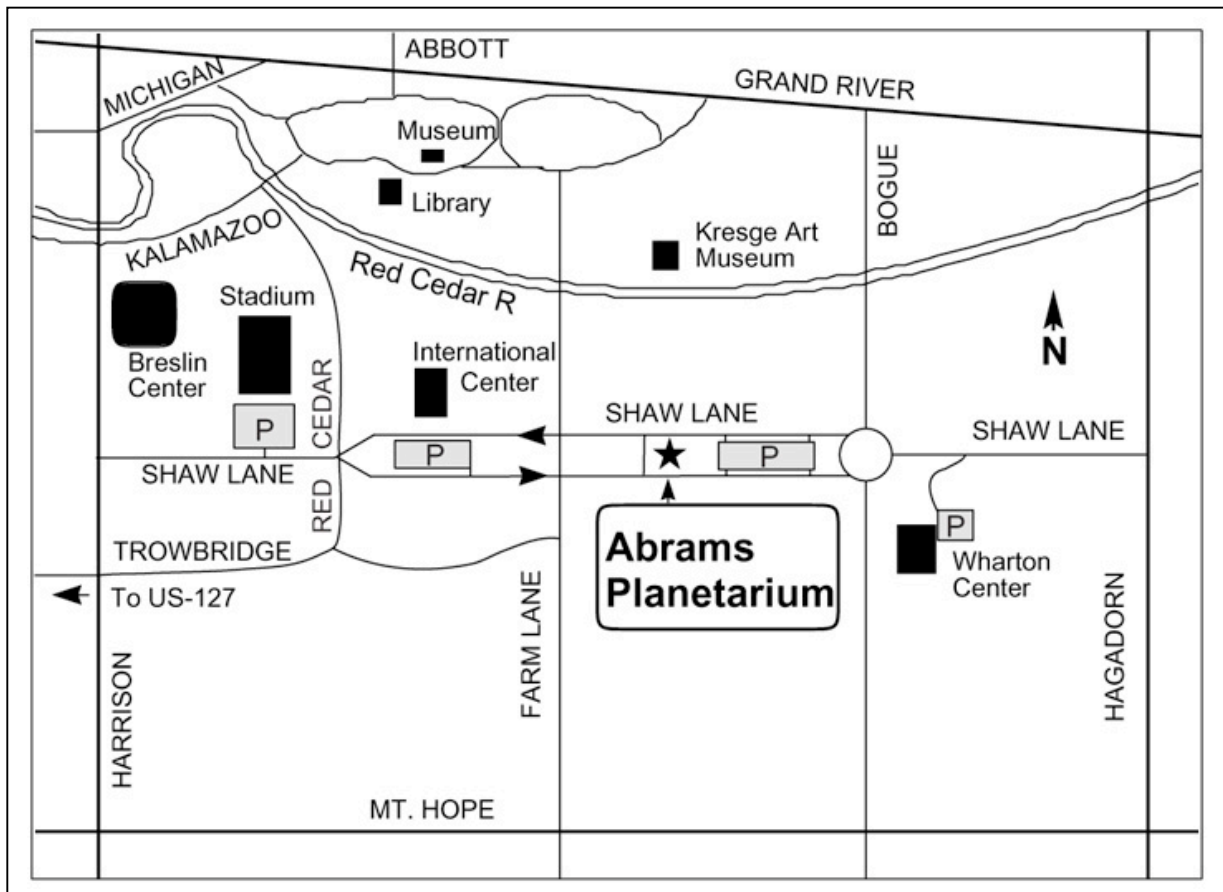 ABBOTT
MICHIGAN
GRAND RIVER
Museum
BOGUE
Library
KALAMAZOO
Kresge Art
Museum
Red Cedar R
Stadium
Breslin
Center
International
Center
N
RED CEDAR
SHAW LANE
SHAW LANE
P
P
P
SHAW LANE
P
TROWBRIDGE
To US-127
Abrams
Planetarium
Wharton
Center
FARM LANE
HARRISON
HAGADORN
MT. HOPE